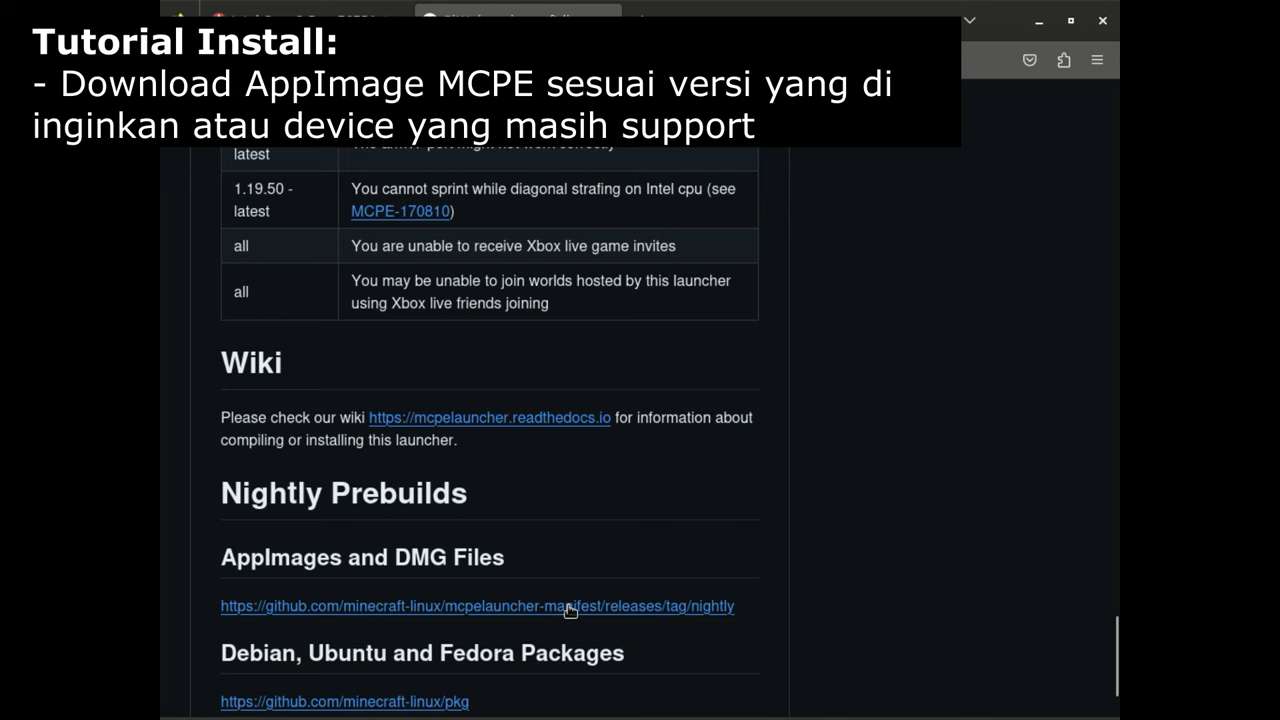 Tutorial Install:
- Download AppImage MCPE sesuai versi yang di
inginkan atau device yang masih support
latest
1.19.50 -
latest
You cannot sprint while diagonal strafing on Intel cpu (see
MCPE-170810)
all
You are unable to receive Xbox live game invites
all
You may be unable to join worlds hosted by this launcher
using Xbox live friends joining
Wiki
Please check our wiki https://mcpelauncher.readthedocs.io for information about
compiling or installing this launcher.
Nightly Prebuilds
AppImages and DMG Files
https://github.com/minecraft-linux/mcpelauncher-manifest/releases/tag/nightly
Debian, Ubuntu and Fedora Packages
https://github.com/minecraft-linux/pkg